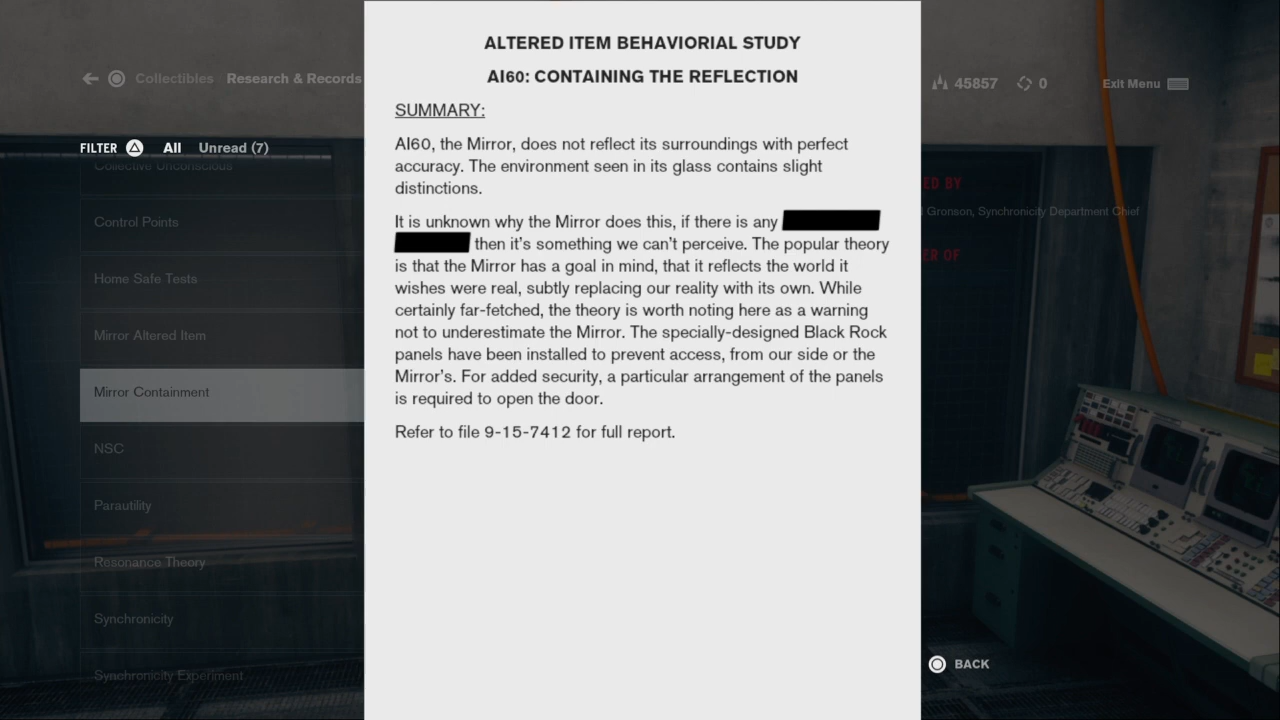 ALTERED ITEM BEHAVIORIAL STUDY
AI60: CONTAINING THE REFLECTION
Collectibles Research & Records
45857 0 Exit Menu
SUMMARY:
AI60, the Mirror, does not reflect its surroundings with perfect
accuracy. The environment seen in its glass contains slight
distinctions.
It is unknown why the Mirror does this, if there is any
then it's something we can't perceive. The popular theory
is that the Mirror has a goal in mind, that it reflects the world it
wishes were real, subtly replacing our reality with its own. While
certainly far-fetched, the theory is worth noting here as a warning
not to underestimate the Mirror. The specially-designed Black Rock
panels have been installed to prevent access, from our side or the
Mirror's. For added security, a particular arrangement of the panels
is required to open the door.
Refer to file 9-15-7412 for full report.
FILTER All Unread (7)
Collective Unconscious
Control Points
Home Safe Tests
Mirror Altered Item
Mirror Containment
NSC
Parautility
Resonance Theory
Synchronicity
Synchronicity Experiment
ED BY
Gronson, Synchronicity Department Chief
ER OF
BACK